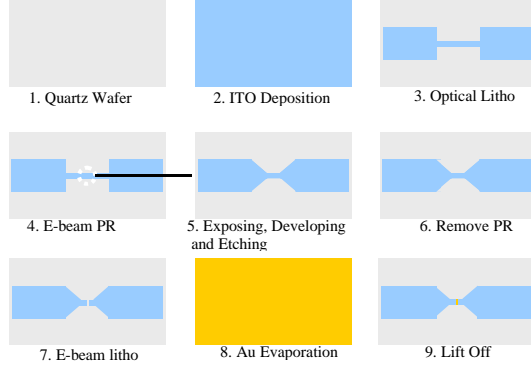 1. Quartz Wafer
2. ITO Deposition
3. Optical Litho
4. E-beam PR
5. Exposing, Developing
and Etching
6. Remove PR
7. E-beam litho
8. Au Evaporation
9. Lift Off